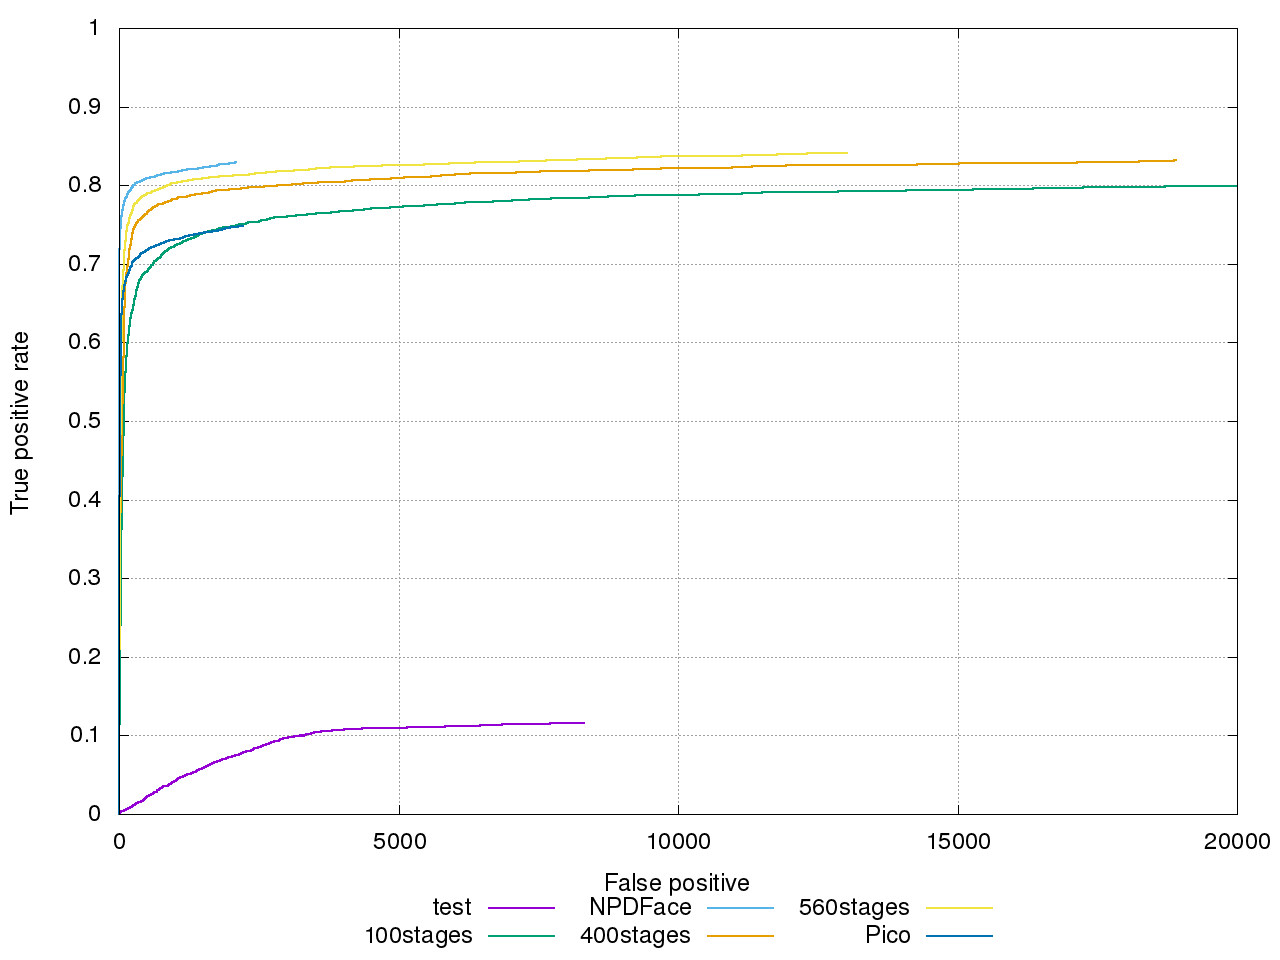 1
0.9
0.8
0.7
0.6
0.5
0.4
0.3
0.2
0.1
0
True positive rate
0 5000 10000 15000 20000
False positive
test NPDFace 560stages
100stages 400stages Pico